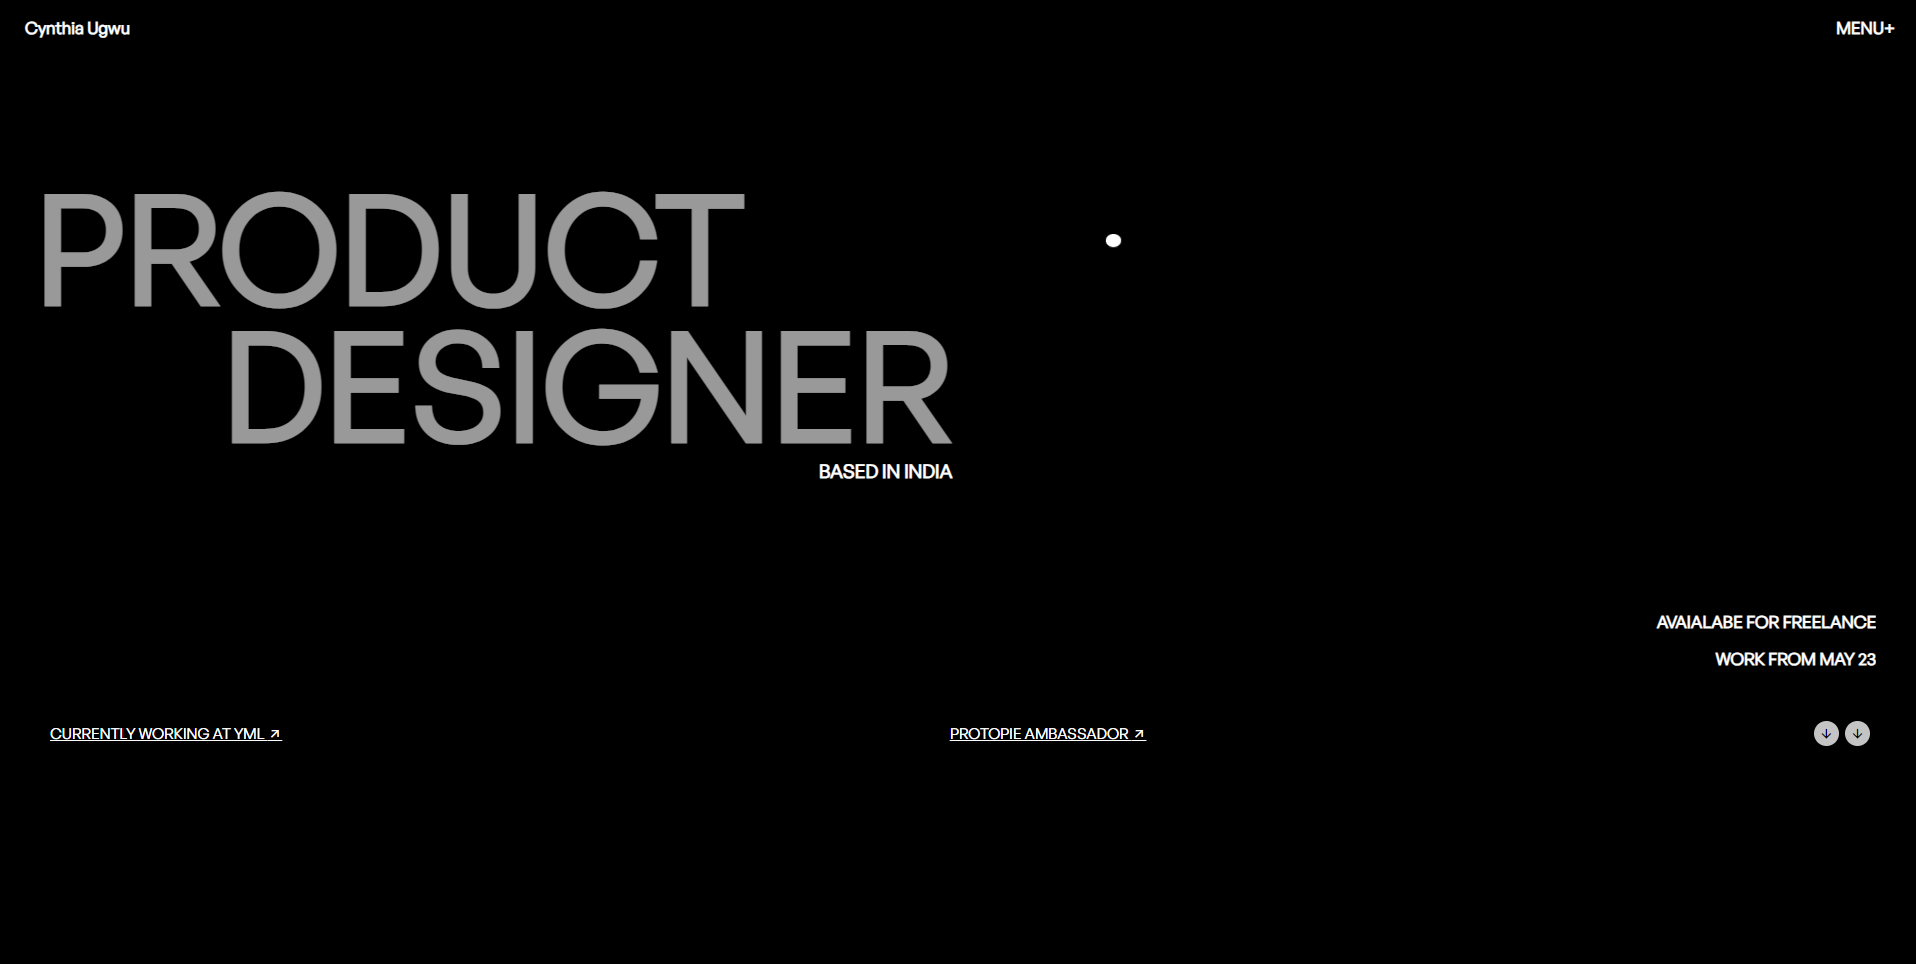 Cynthia Ugwu
MENU+
PRODUCT
DESIGNER
BASED IN INDIA
AVAIALABE FOR FREELANCE
WORK FROM MAY 23
CURRENTLY WORKING AT YML ↗
PROTOPIE AMBASSADOR ↗